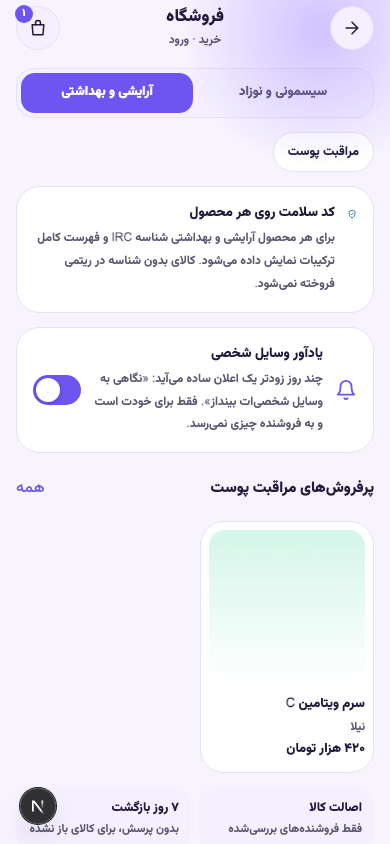 فروشگاه
۱
خرید · ورود
سیسمونی و نوزاد
آرایشی و بهداشتی
مراقبت پوست
کد سلامت روی هر محصول
برای هر محصول آرایشی و بهداشتی شناسه IRC و فهرست کامل
ترکیبات نمایش داده می‌شود. کالای بدون شناسه در ریتمی
فروخته نمی‌شود.
یادآور وسایل شخصی
چند روز زودتر یک اعلان ساده می‌آید: «نگاهی به
وسایل شخصی‌ات بینداز». فقط برای خودت است
و به فروشنده چیزی نمی‌رسد.
پرفروش‌های مراقبت پوست
همه
سرم ویتامین C
نیلا
۴۲۰ هزار تومان
اصالت کالا
فقط فروشنده‌های بررسی‌شده
۷ روز بازگشت
بدون پرسش، برای کالای باز نشده
N